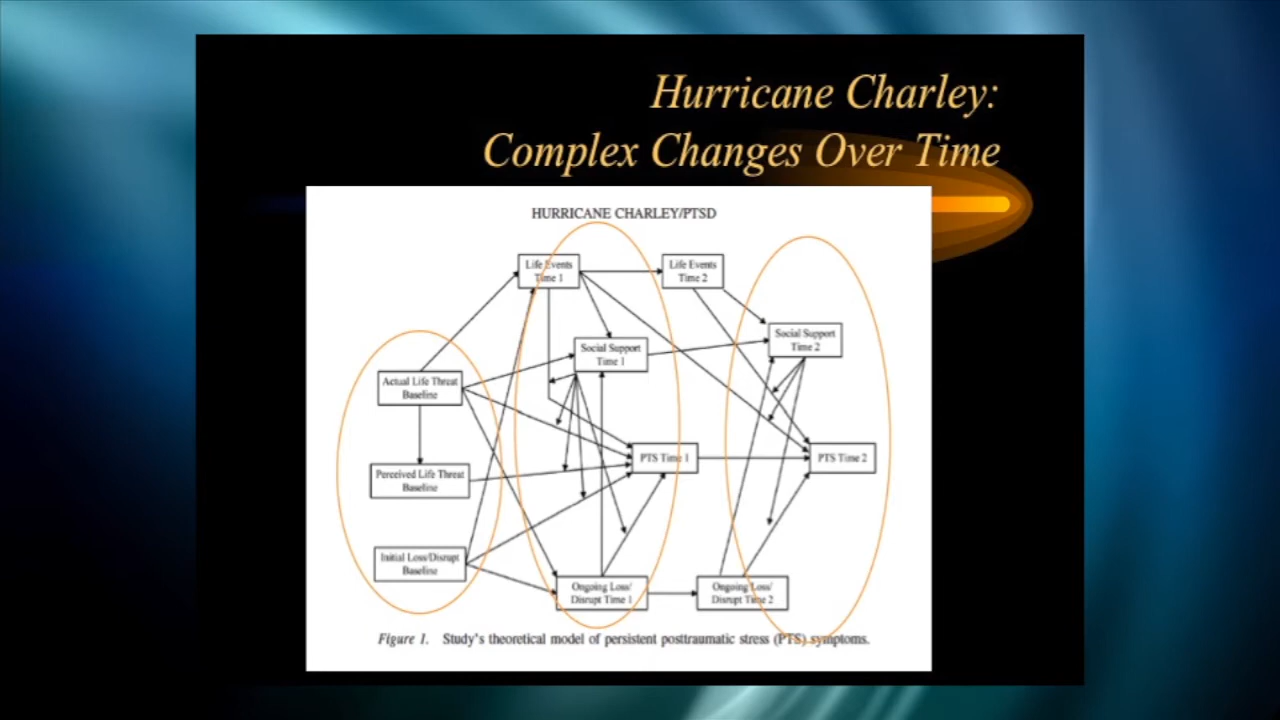 Hurricane Charley:
Complex Changes Over Time
HURRICANE CHARLEY/PTSD
Life Events
Time 1
Life Events
Time 2
Social Support
Time 1
Social Support
Time 2
Actual Life Threat
Baseline
Perceived Life Threat
Baseline
PTS Time 1
PTS Time 2
Initial Loss/Disrupt
Baseline
Ongoing Loss/
Disrupt Time 1
Ongoing Loss/
Disrupt Time 2
Figure 1. Study's theoretical model of persistent posttraumatic stress (PTS) symptoms.